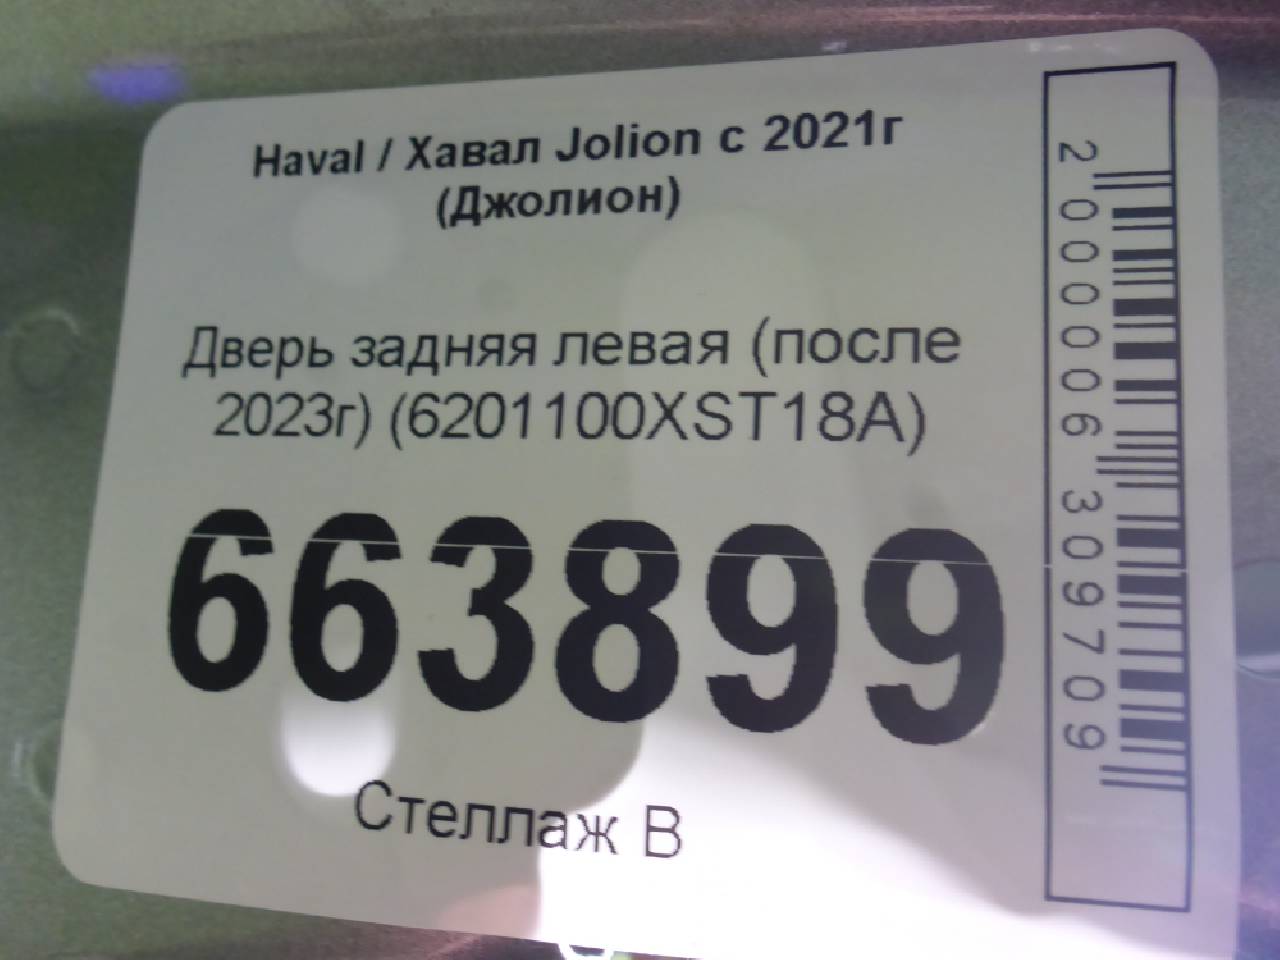 Haval / Хавал Jolion с 2021г
(Джолион)
Дверь задняя левая (после
2023г) (6201100XST18A)
663899
Стеллаж В
2000006309709